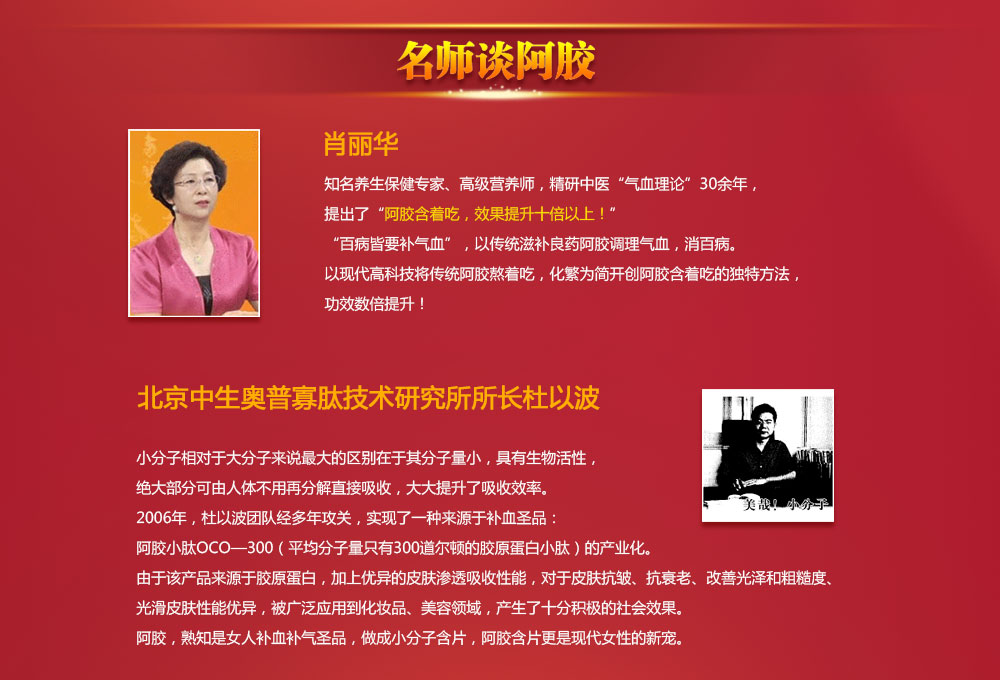 名师谈阿胶
肖丽华
知名养生保健专家、高级营养师，精研中医“气血理论”30余年，
提出了“阿胶含着吃，效果提升十倍以上！”
“百病皆要补气血”，以传统滋补良药阿胶调理气血，消百病。
以现代高科技将传统阿胶熬着吃，化繁为简开创阿胶含着吃的独特方法，
功效数倍提升！
北京中生奥普寡肽技术研究所所长杜以波
小分子相对于大分子来说最大的区别在于其分子量小，具有生物活性，
绝大部分可由人体不用再分解直接吸收，大大提升了吸收效率。
2006年，杜以波团队经多年攻关，实现了一种来源于补血圣品：
阿胶小肽OCO—300（平均分子量只有300道尔顿的胶原蛋白小肽）的产业化。
由于该产品来源于胶原蛋白，加上优异的皮肤渗透吸收性能，对于皮肤抗皱、抗衰老、改善光泽和粗糙度、
光滑皮肤性能优异，被广泛应用到化妆品、美容领域，产生了十分积极的社会效果。
阿胶，熟知是女人补血补气圣品，做成小分子含片，阿胶含片更是现代女性的新宠。
美哉！小分子